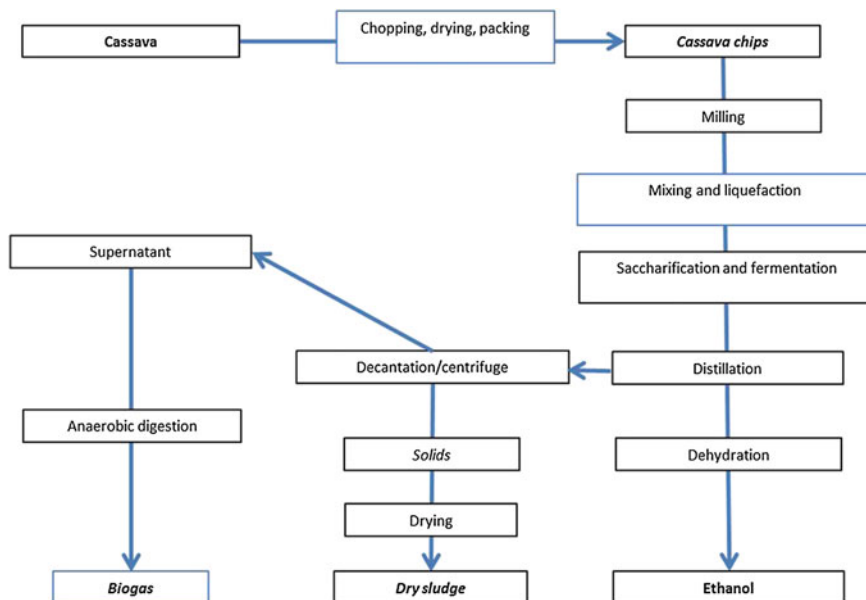 Cassava
Chopping, drying, packing
Cassava chips
Milling
Mixing and liquefaction
Supernatant
Saccharification and fermentation
Decantation/centrifuge
Distillation
Anaerobic digestion
Solids
Dehydration
Drying
Biogas
Dry sludge
Ethanol